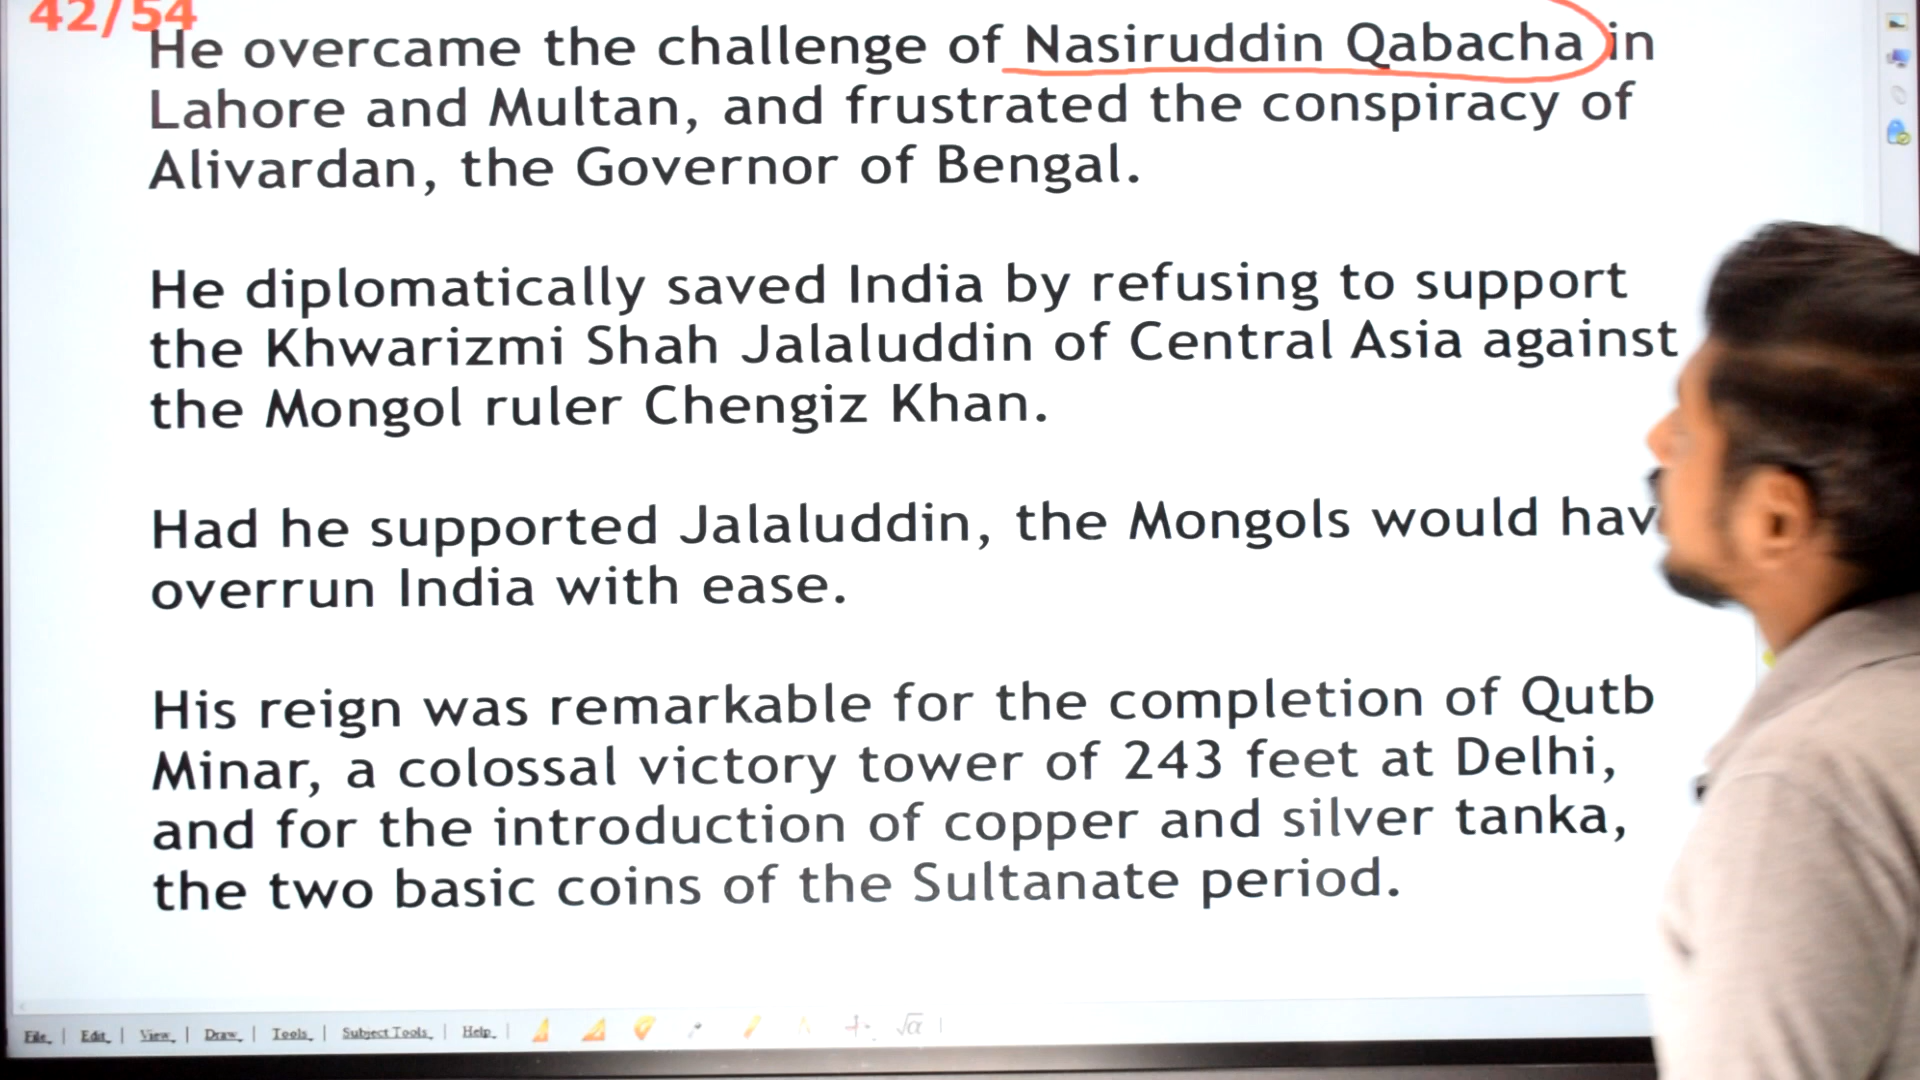 42/54
He overcame the challenge of Nasiruddin Qabacha in
Lahore and Multan, and frustrated the conspiracy of
Alivardan, the Governor of Bengal.
He diplomatically saved India by refusing to support
the Khwarizmi Shah Jalaluddin of Central Asia against
the Mongol ruler Chengiz Khan.
Had he supported Jalaluddin, the Mongols would hav
overrun India with ease.
His reign was remarkable for the completion of Qutb
Minar, a colossal victory tower of 243 feet at Delhi,
and for the introduction of copper and silver tanka,
the two basic coins of the Sultanate period.
File | Edit | View | Draw | Tools | Subject Tools | Help | √α |